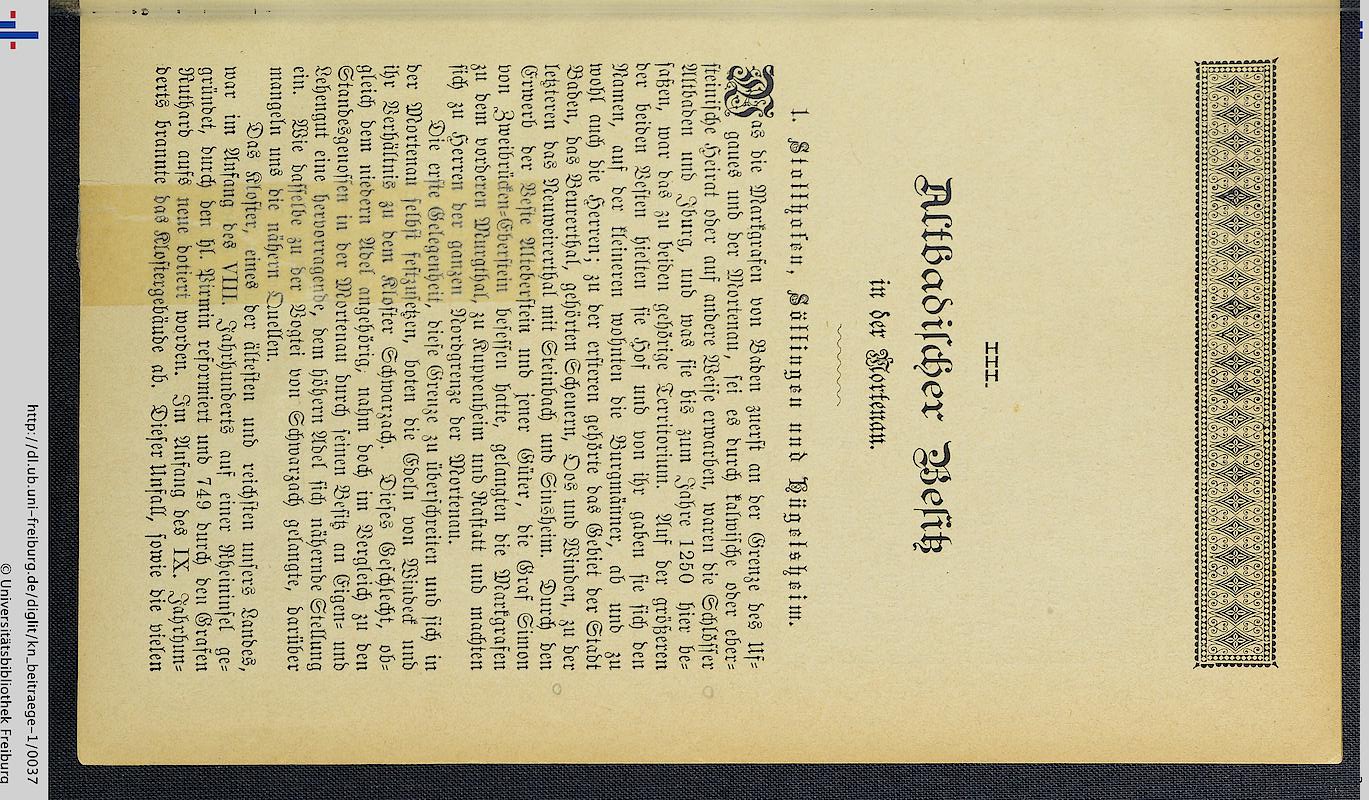 III.
Altbadischer Besitz
in der Mortenau.
1. Stollhofen, Söllingen und Hügelsheim.
Was die Markgrafen von Baden zuerst an der Grenze des Uf-
gaues und der Mortenau, sei es durch kalwische oder eber-
steinische Heirat oder auf andere Weise erwarben, waren die Schlösser
Altbaden und Iburg, und was sie bis zum Jahre 1250 hier be-
saßen, war das zu beiden gehörige Territorium. Auf der größeren
der beiden Vesten hielten sie Hof und von ihr gaben sie sich den
Namen, auf der kleineren wohnten die Burgmänner, ab und zu
wohl auch die Herren; zu der ersteren gehörte das Gebiet der Stadt
Baden, das Beurerthal, gehörten Scheuern, Oos und Winden, zu der
letzteren das Neuweirerthal mit Steinbach und Sinsheim. Durch den
Erwerb der Veste Alteberstein und jener Güter, die Graf Simon
von Zweibrücken-Eberstein besessen hatte, gelangten die Markgrafen
zu dem vorderen Murgthal, zu Kuppenheim und Rastatt und machten
sich zu Herren der ganzen Nordgrenze der Mortenau.
Die erste Gelegenheit, diese Grenze zu überschreiten und sich in
der Mortenau selbst festzusetzen, boten die Edeln von Windeck und
ihr Verhältnis zu dem Kloster Schwarzach. Dieses Geschlecht, ob-
gleich dem niedern Adel angehörig, nahm doch im Vergleich zu den
Standesgenossen in der Mortenau durch seinen Besitz an Eigen- und
Lehengut eine hervorragende, dem höhern Adel sich nähernde Stellung
ein. Wie dasselbe zu der Vogtei von Schwarzach gelangte, darüber
mangeln uns die nähern Quellen.
Das Kloster, eines der ältesten und reichsten unsers Landes,
war im Anfang des VIII. Jahrhunderts auf einer Rheininsel ge-
gründet, durch den hl. Pirmin reformiert und 749 durch den Grafen
Ruthard aufs neue dotiert worden. Im Anfang des IX. Jahrhun-
derts brannte das Klostergebäude ab. Dieser Unfall, sowie die vielen
http://dl.ub.uni-freiburg.de/diglit/kn_beitraege-1/0037
© Universitätsbibliothek Freiburg